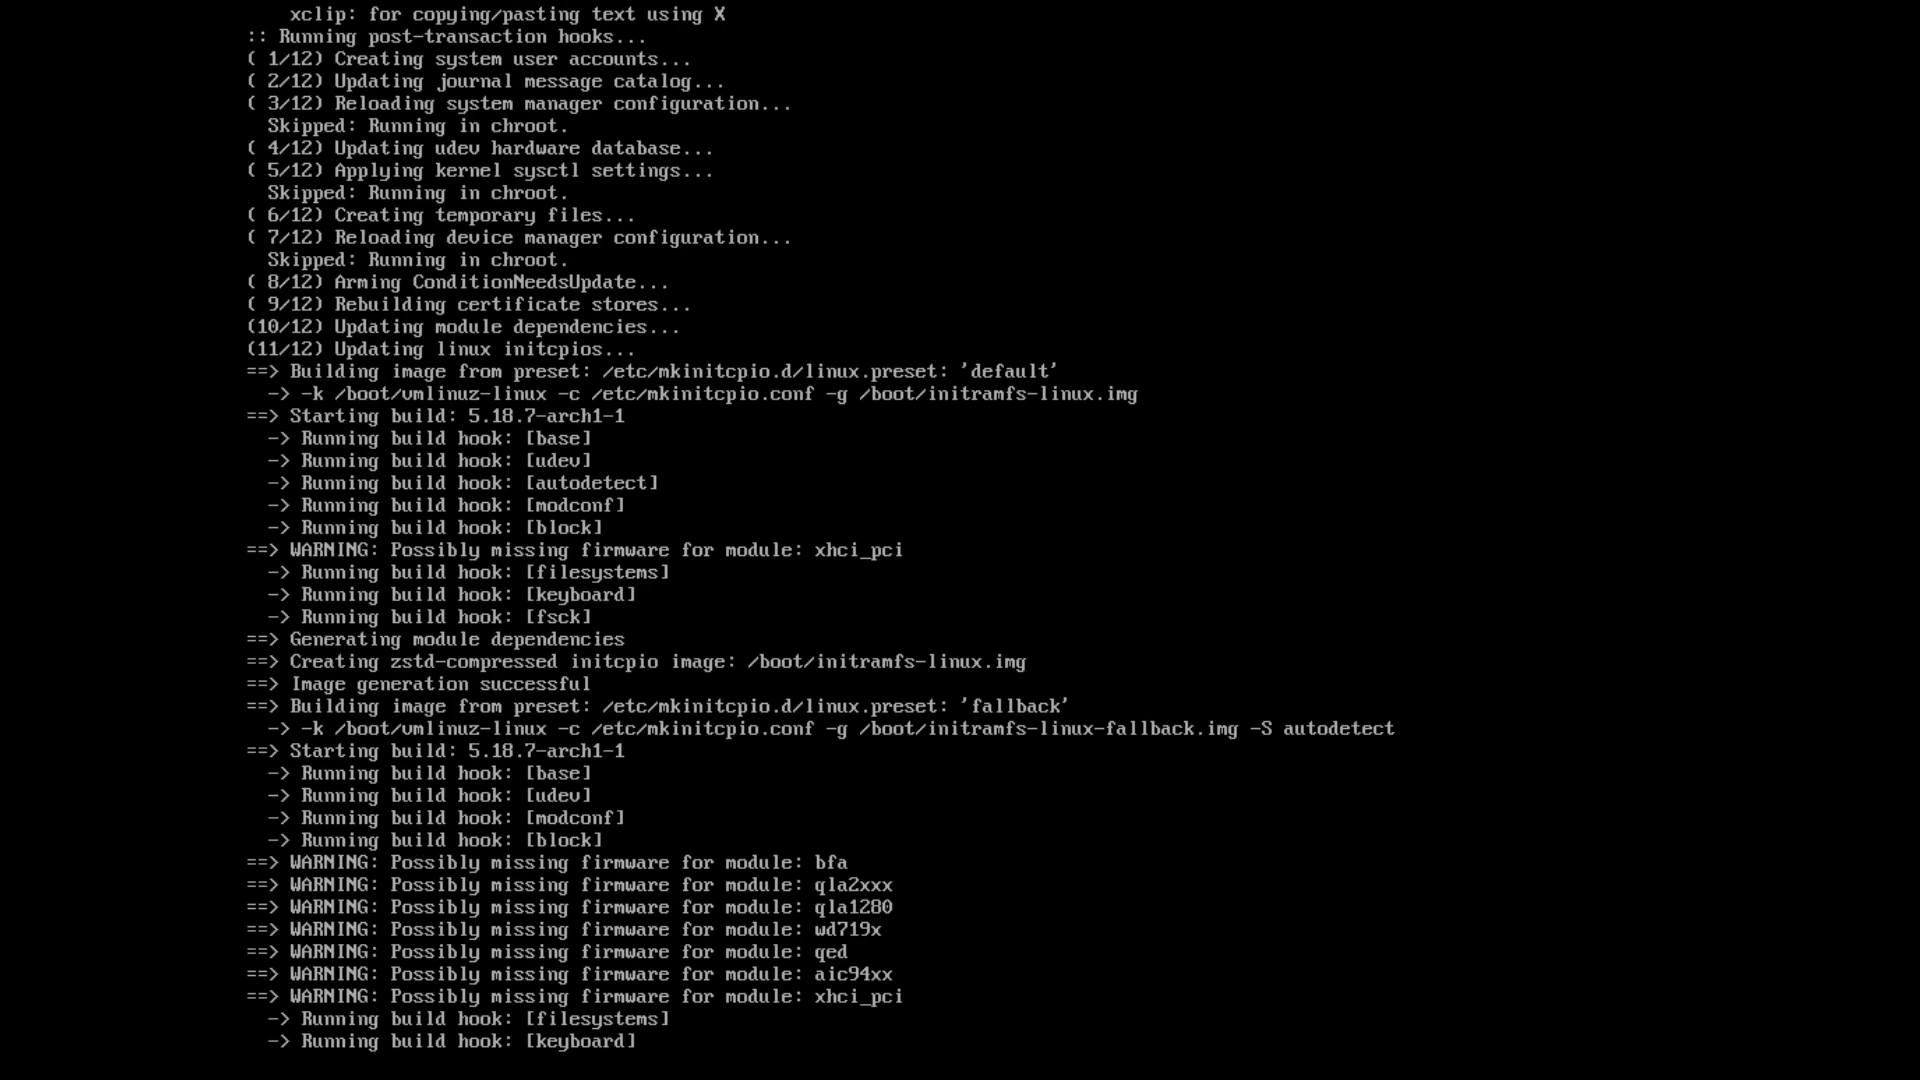 xclip: for copying/pasting text using X
:: Running post-transaction hooks...
( 1/12) Creating system user accounts...
( 2/12) Updating journal message catalog...
( 3/12) Reloading system manager configuration...
Skipped: Running in chroot.
( 4/12) Updating udev hardware database...
( 5/12) Applying kernel sysctl settings...
Skipped: Running in chroot.
( 6/12) Creating temporary files...
( 7/12) Reloading device manager configuration...
Skipped: Running in chroot.
( 8/12) Arming ConditionNeedsUpdate...
( 9/12) Rebuilding certificate stores...
(10/12) Updating module dependencies...
(11/12) Updating linux initcpios...
==> Building image from preset: /etc/mkinitcpio.d/linux.preset: 'default'
-> -k /boot/vmlinuz-linux -c /etc/mkinitcpio.conf -g /boot/initramfs-linux.img
==> Starting build: 5.18.7-arch1-1
-> Running build hook: [base]
-> Running build hook: [udev]
-> Running build hook: [autodetect]
-> Running build hook: [modconf]
-> Running build hook: [block]
==> WARNING: Possibly missing firmware for module: xhci_pci
-> Running build hook: [filesystems]
-> Running build hook: [keyboard]
-> Running build hook: [fsck]
==> Generating module dependencies
==> Creating zstd-compressed initcpio image: /boot/initramfs-linux.img
==> Image generation successful
==> Building image from preset: /etc/mkinitcpio.d/linux.preset: 'fallback'
-> -k /boot/vmlinuz-linux -c /etc/mkinitcpio.conf -g /boot/initramfs-linux-fallback.img -S autodetect
==> Starting build: 5.18.7-arch1-1
-> Running build hook: [base]
-> Running build hook: [udev]
-> Running build hook: [modconf]
-> Running build hook: [block]
==> WARNING: Possibly missing firmware for module: bfa
==> WARNING: Possibly missing firmware for module: qla2xxx
==> WARNING: Possibly missing firmware for module: qla1280
==> WARNING: Possibly missing firmware for module: wd719x
==> WARNING: Possibly missing firmware for module: qed
==> WARNING: Possibly missing firmware for module: aic94xx
==> WARNING: Possibly missing firmware for module: xhci_pci
-> Running build hook: [filesystems]
-> Running build hook: [keyboard]